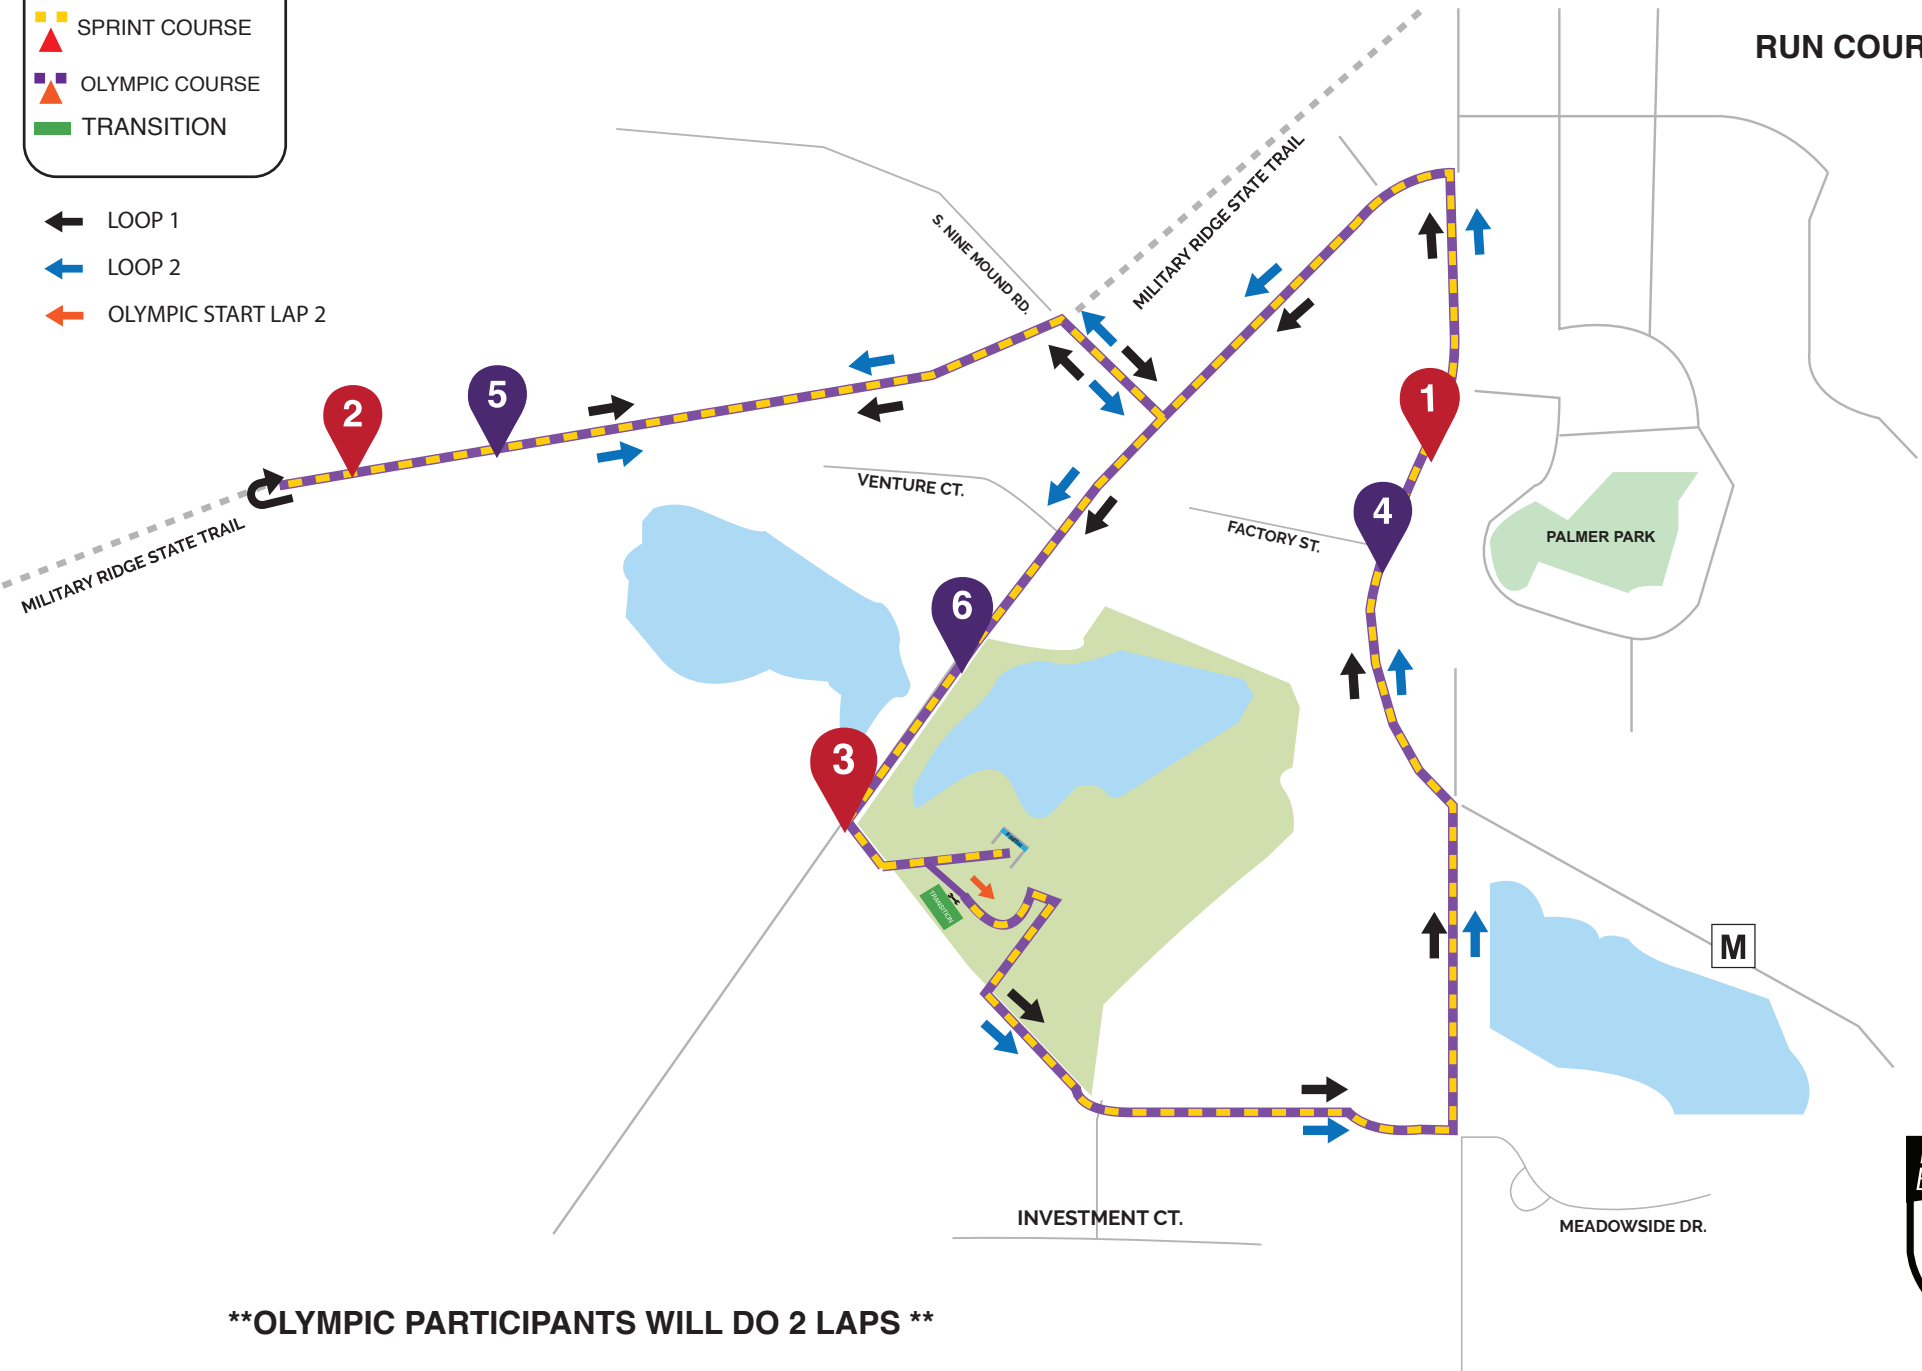 SPRINT COURSE
OLYMPIC COURSE
TRANSITION
LOOP 1
LOOP 2
OLYMPIC START LAP 2
RUN COUR
MILITARY RIDGE STATE TRAIL
S. NINE MOUND RD.
1
2
5
MILITARY RIDGE STATE TRAIL
VENTURE CT.
FACTORY ST.
4
PALMER PARK
6
3
TRANSITION
M
INVESTMENT CT.
MEADOWSIDE DR.
**OLYMPIC PARTICIPANTS WILL DO 2 LAPS **